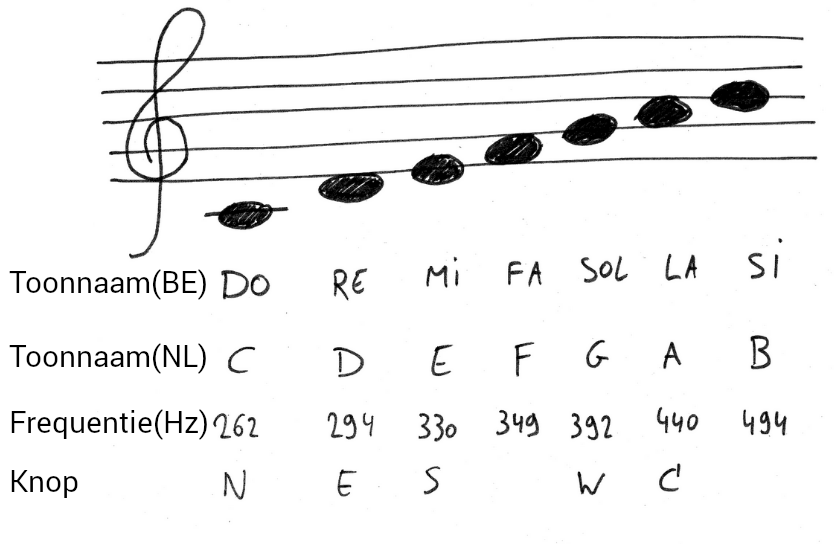 Toonnaam(BE) DO RE Mi FA SOL LA Si
Toonnaam(NL) C D E F G A B
Frequentie(Hz) 262 294 330 349 392 440 494
Knop N E S W C